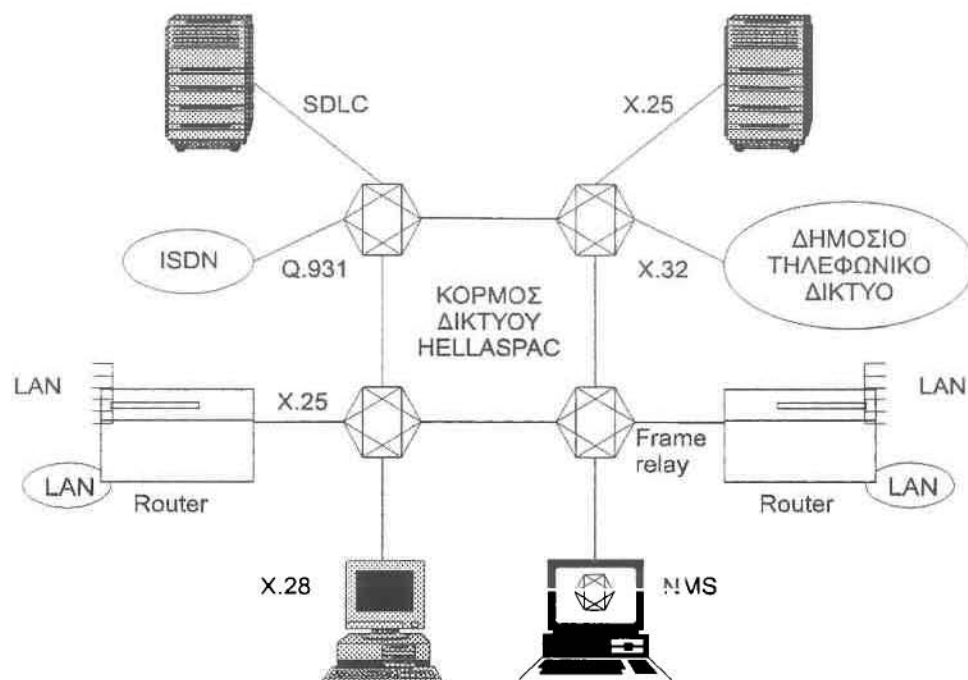 SDLC
X.25
ISDN
Q.931
X.32
ΔΗΜΟΣΙΟ
ΤΗΛΕΦΩΝΙΚΟ
ΔΙΚΤΥΟ
ΚΟΡΜΟΣ
ΔΙΚΤΥΟΥ
HELLASPAC
LAN
X.25
LAN
Frame
relay
LAN
Router
Router
LAN
X.28
NMS